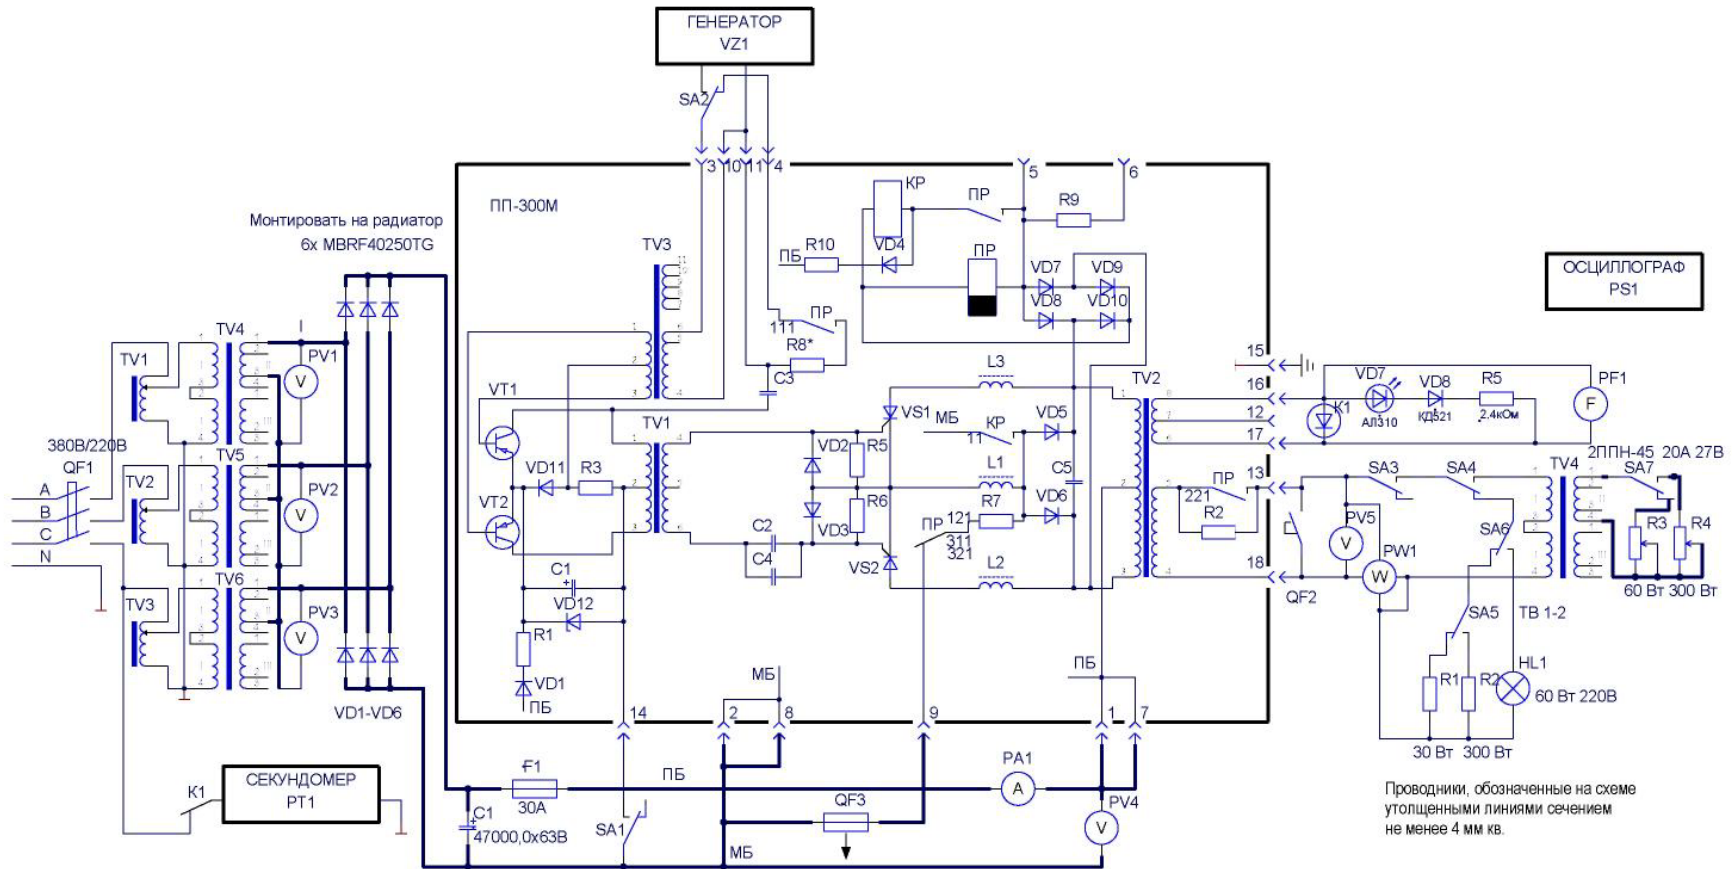 ГЕНЕРАТОР
VZ1
SA2
3
10
11
4
5
6
ПП-300М
КР
ПР
R9
Монтировать на радиатор
6x MBRF40250TG
TV3
ПБ
R10
VD4
ПР
VD7
VD9
VD8
VD10
ОСЦИЛЛОГРАФ
PS1
111
ПР
R8*
C3
TV4
PV1
V
TV1
L3
TV2
15
16
12
17
VD7
АЛ310
VD8
КД521
R5
2.4кОм
PF1
F
K1
VT1
TV1
VS1
МБ
КР
11
VD5
380В/220В
QF1
TV5
TV2
PV2
V
A
B
C
N
VD11
R3
VD2
R5
L1
C5
R7
VD6
R6
VD3
VT2
ПР
121
311
321
C2
C4
VS2
L2
13
ПР
221
R2
18
QF2
PV5
V
PW1
W
SA3
SA4
TV4
2ППН-45 20А 27В
SA7
SA6
R3
R4
60 Вт 300 Вт
TV6
TV3
PV3
V
C1
VD12
R1
VD1
ПБ
SA5
ТВ 1-2
R1
R2
HL1
60 Вт 220В
30 Вт 300 Вт
МБ
ПБ
VD1-VD6
14
2
8
9
1
7
K1
СЕКУНДОМЕР
PT1
F1
30А
ПБ
PA1
A
PV4
V
C1
47000,0х63В
SA1
QF3
МБ
Проводники, обозначенные на схеме
утолщенными линиями сечением
не менее 4 мм кв.